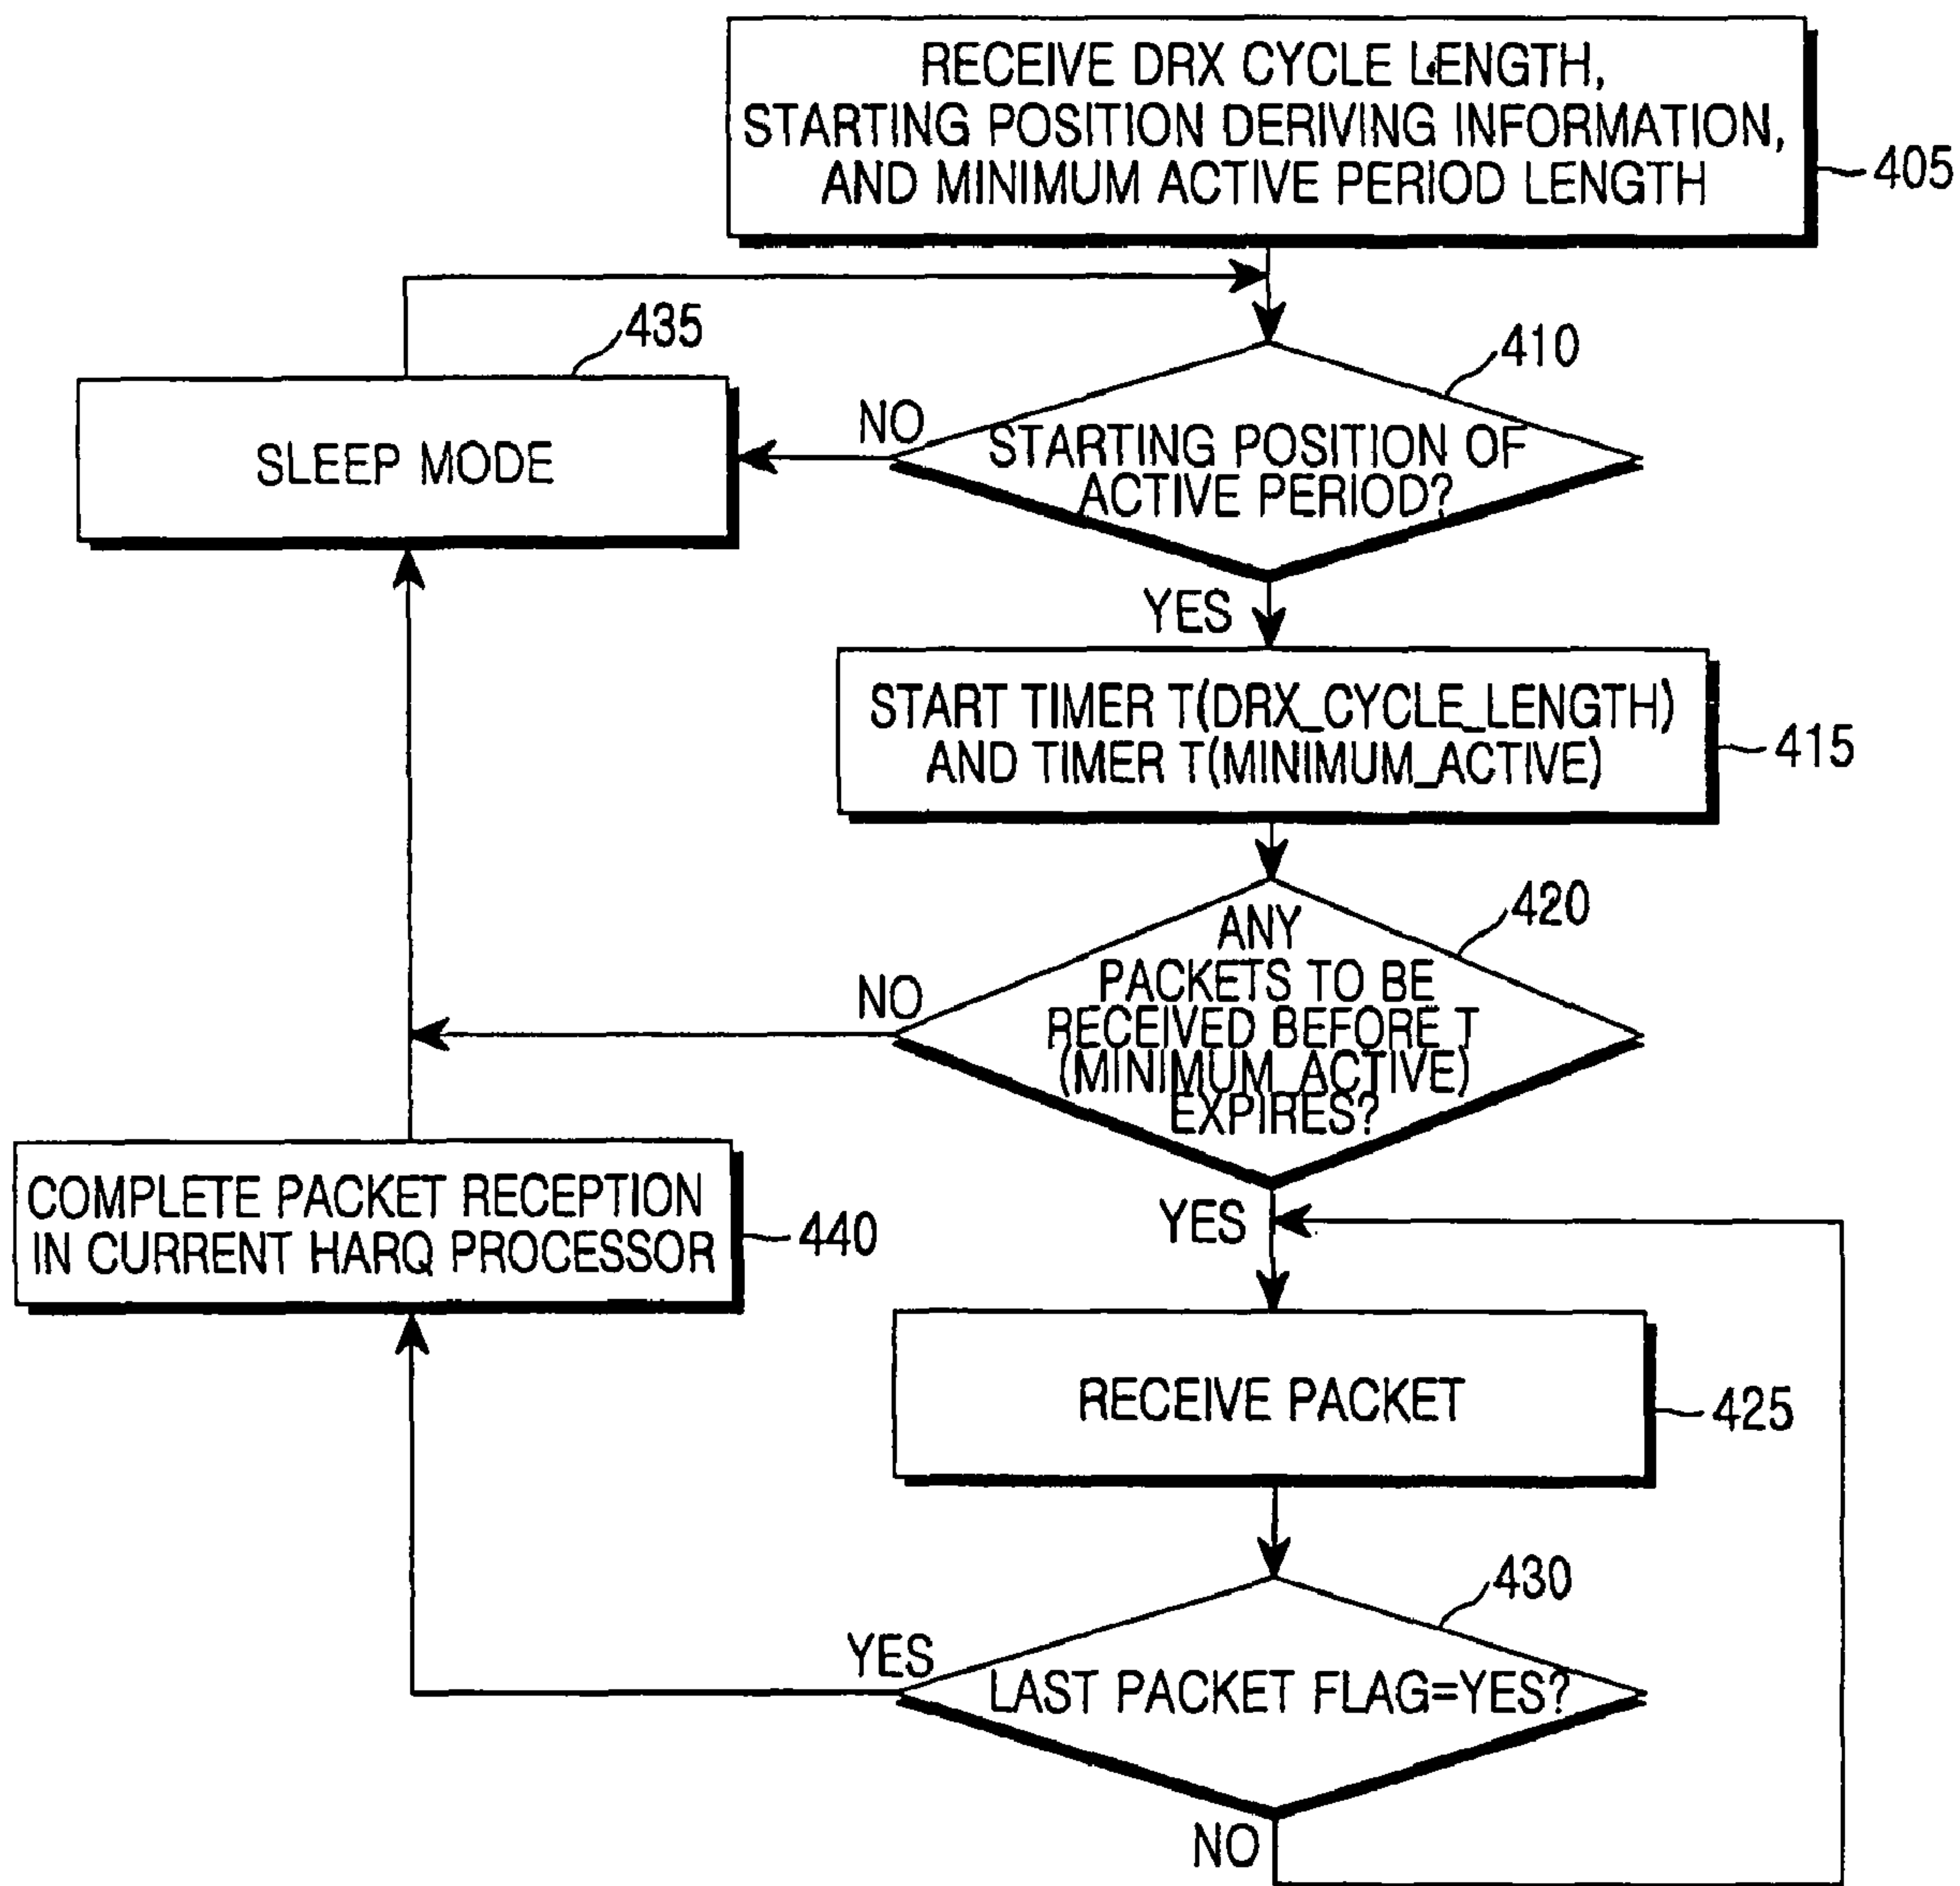 RECEIVE DRX CYCLE LENGTH,
STARTING POSITION DERIVING INFORMATION,
AND MINIMUM ACTIVE PERIOD LENGTH
405
435
410
SLEEP MODE
NO
STARTING POSITION OF
ACTIVE PERIOD?
YES
START TIMER T(DRX_CYCLE_LENGTH)
AND TIMER T(MINIMUM_ACTIVE)
415
420
ANY
PACKETS TO BE
RECEIVED BEFORE T
(MINIMUM_ACTIVE)
EXPIRES?
NO
YES
COMPLETE PACKET RECEPTION
IN CURRENT HARQ PROCESSOR
440
RECEIVE PACKET
425
430
YES
LAST PACKET FLAG=YES?
NO